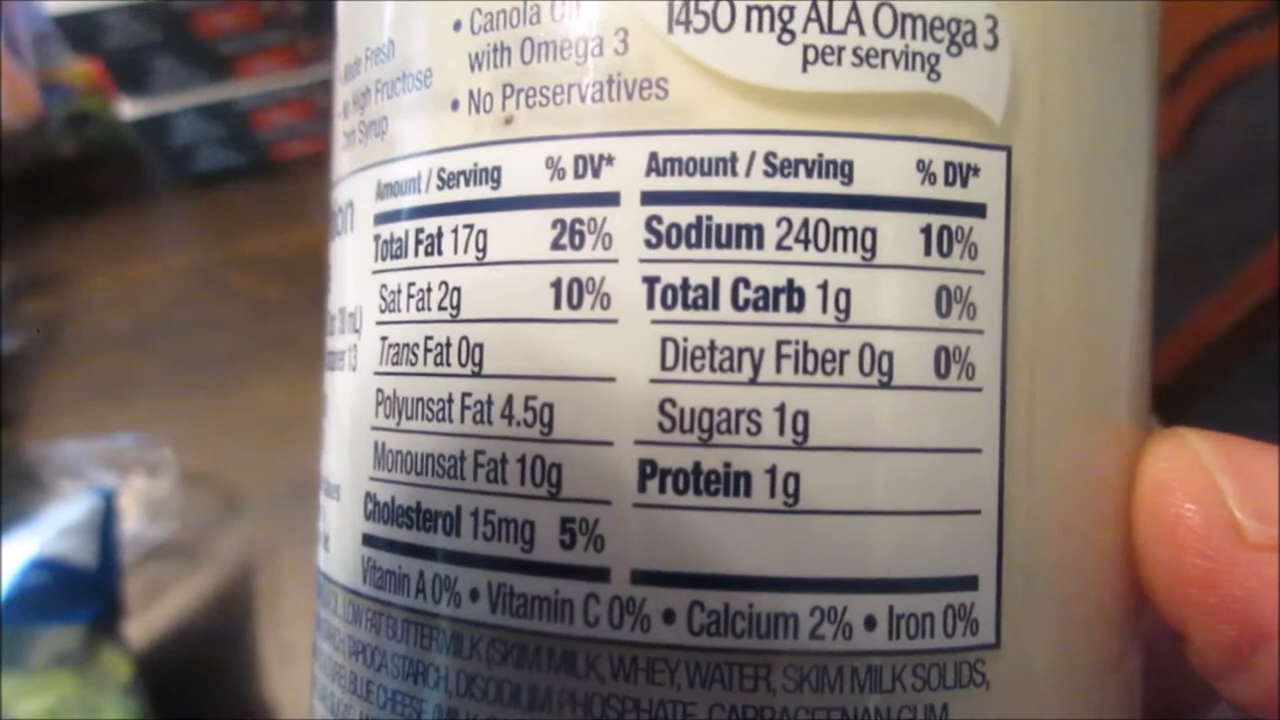 • Canola Oil
with Omega 3
• No Preservatives
1450 mg ALA Omega 3
per serving
Fresh
High Fructose
Syrup
Amount / Serving % DV* Amount / Serving % DV*
Total Fat 17g 26% Sodium 240mg 10%
Sat Fat 2g 10% Total Carb 1g 0%
Trans Fat 0g Dietary Fiber 0g 0%
Polyunsat Fat 4.5g Sugars 1g
Monounsat Fat 10g Protein 1g
Cholesterol 15mg 5%
Vitamin A 0% • Vitamin C 0% • Calcium 2% • Iron 0%
LOW FAT BUTTERMILK (SKIM MILK, WHEY, WATER, SKIM MILK SOLIDS,
TAPIOCA STARCH, DISODIUM PHOSPHATE, CARRAGEENAN GUM
BLUE CHEESE